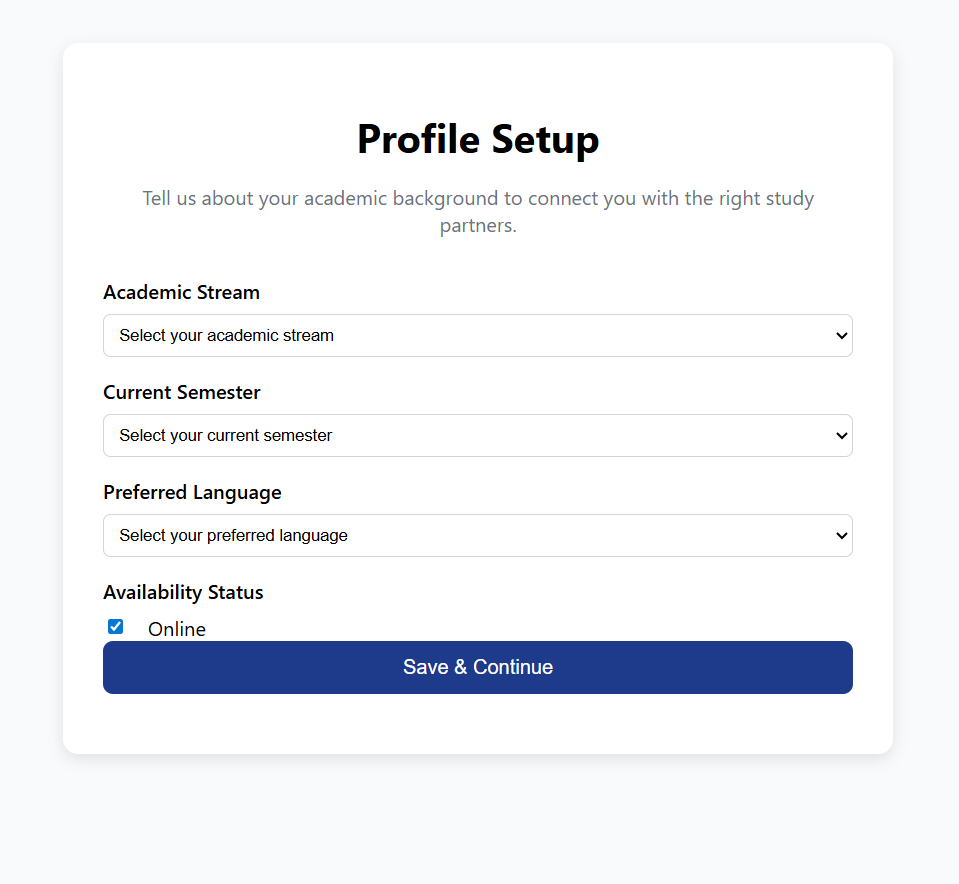 Profile Setup
Tell us about your academic background to connect you with the right study
partners.
Academic Stream
Select your academic stream
Current Semester
Select your current semester
Preferred Language
Select your preferred language
Availability Status
Online
Save & Continue